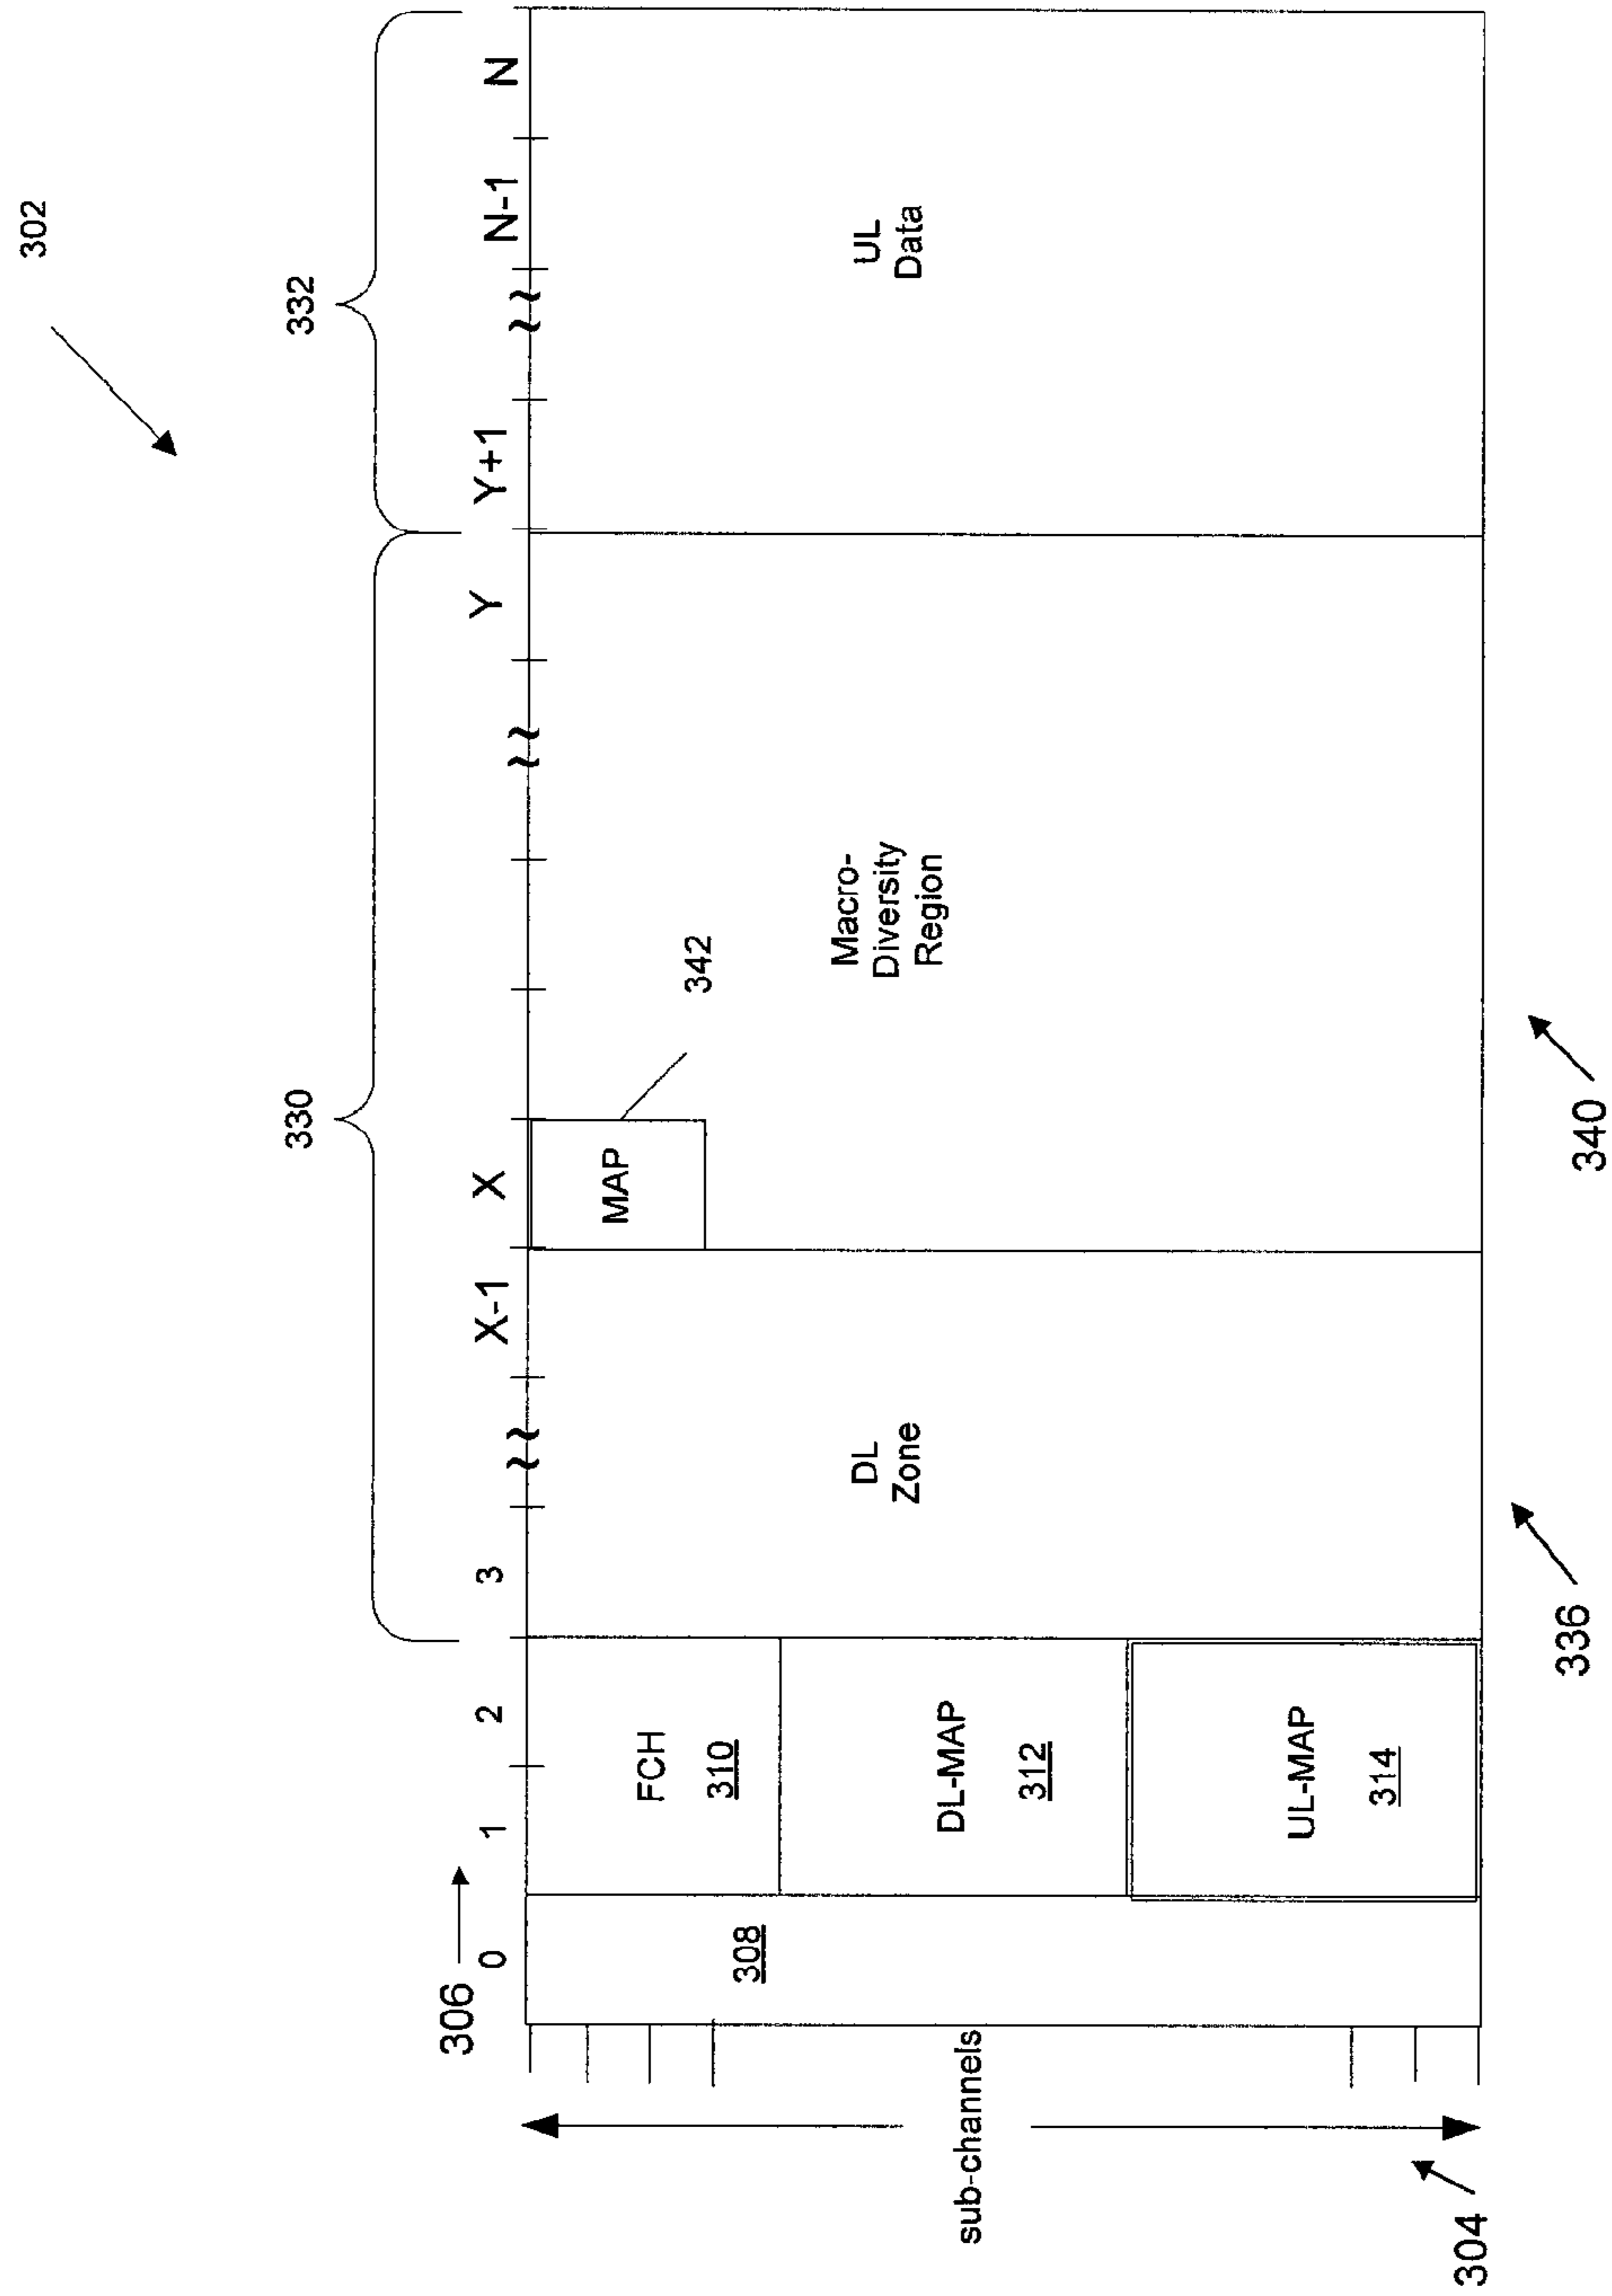 302
330
332
306
0
1
2
3
X-1
X
Y
Y+1
N-1
N
308
FCH
310
DL-MAP
312
UL-MAP
314
DL
Zone
MAP
342
Macro-
Diversity
Region
UL
Data
sub-channels
304
336
340